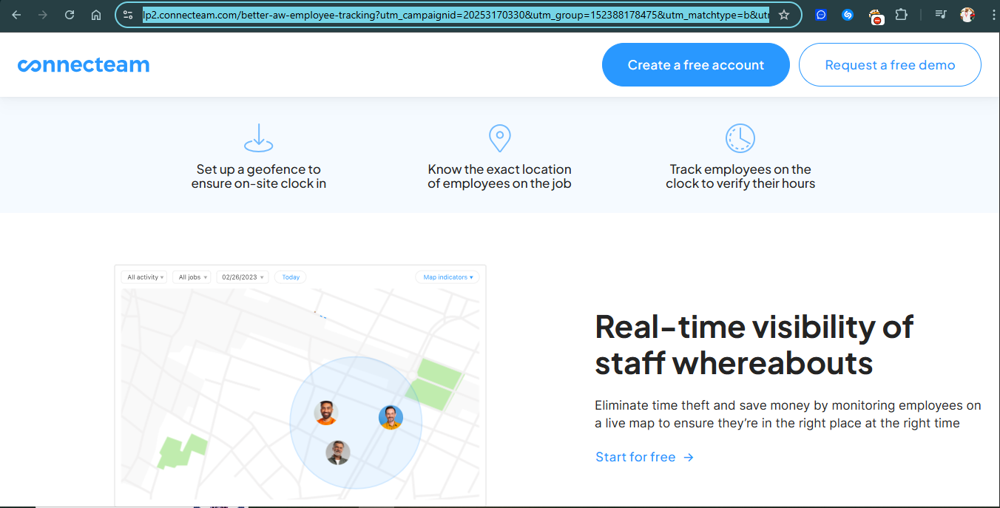 lp2.connecteam.com/better-aw-employee-tracking?utm_campaignid=20253170330&utm_group=152388178475&utm_matchtype=b&ut
connecteam
Create a free account
Request a free demo
Set up a geofence to
ensure on-site clock in
Know the exact location
of employees on the job
Track employees on the
clock to verify their hours
All activity
All jobs
02/26/2023
Today
Map indicators
Real-time visibility of
staff whereabouts
Eliminate time theft and save money by monitoring employees on
a live map to ensure they’re in the right place at the right time
Start for free →